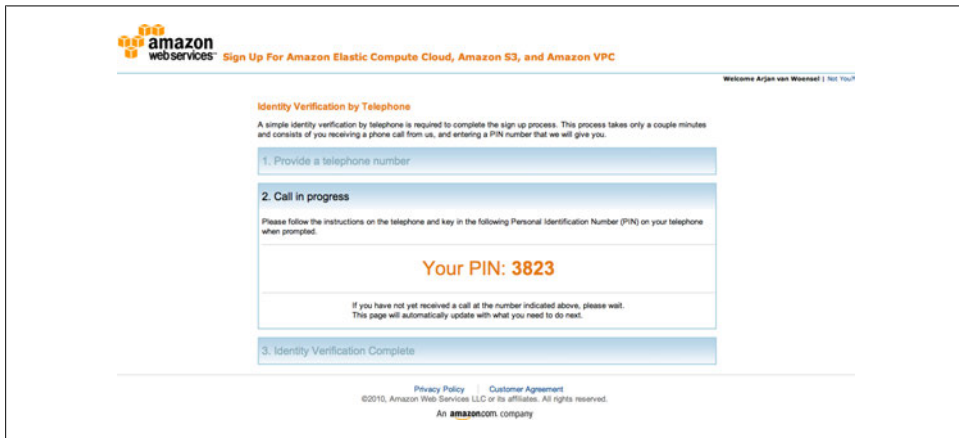 amazon
webservices™ Sign Up For Amazon Elastic Compute Cloud, Amazon S3, and Amazon VPC
Welcome Arjan van Woensel | Not You?
Identity Verification by Telephone
A simple identity verification by telephone is required to complete the sign up process. This process takes only a couple minutes
and consists of you receiving a phone call from us, and entering a PIN number that we will give you.
1. Provide a telephone number
2. Call in progress
Please follow the instructions on the telephone and key in the following Personal Identification Number (PIN) on your telephone
when prompted.
Your PIN: 3823
If you have not yet received a call at the number indicated above, please wait.
This page will automatically update with what you need to do next.
3. Identity Verification Complete
Privacy Policy | Customer Agreement
©2010, Amazon Web Services LLC or its affiliates. All rights reserved.
An amazon.com. company